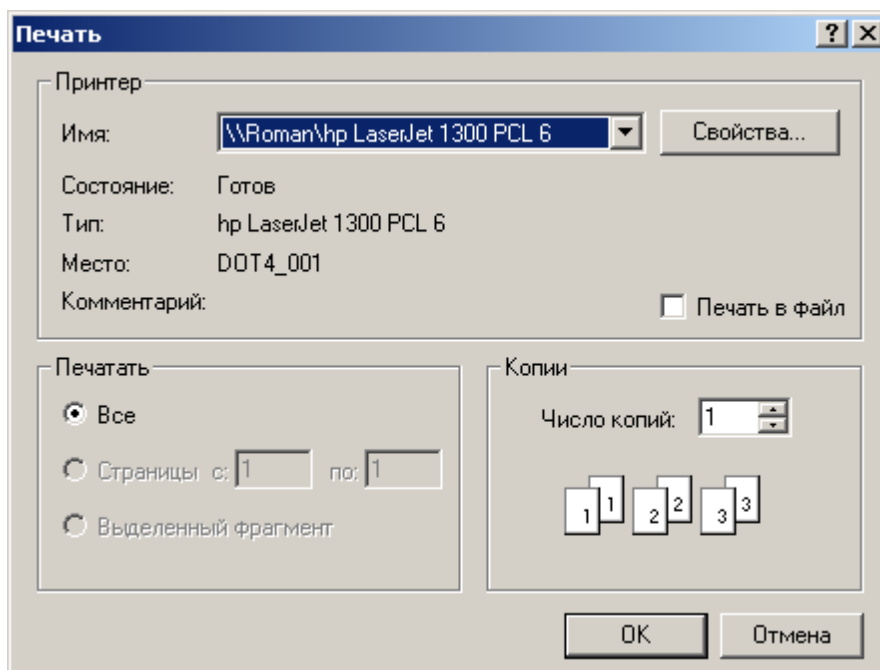 Печать
Принтер
Имя: \\Roman\hp LaserJet 1300 PCL 6 Свойства...
Состояние: Готов
Тип: hp LaserJet 1300 PCL 6
Место: DOT4_001
Комментарий: Печать в файл
Печатать
Все
Страницы с: 1 по: 1
Выделенный фрагмент
Копии
Число копий: 1
1 1 2 2 3 3
OK Отмена